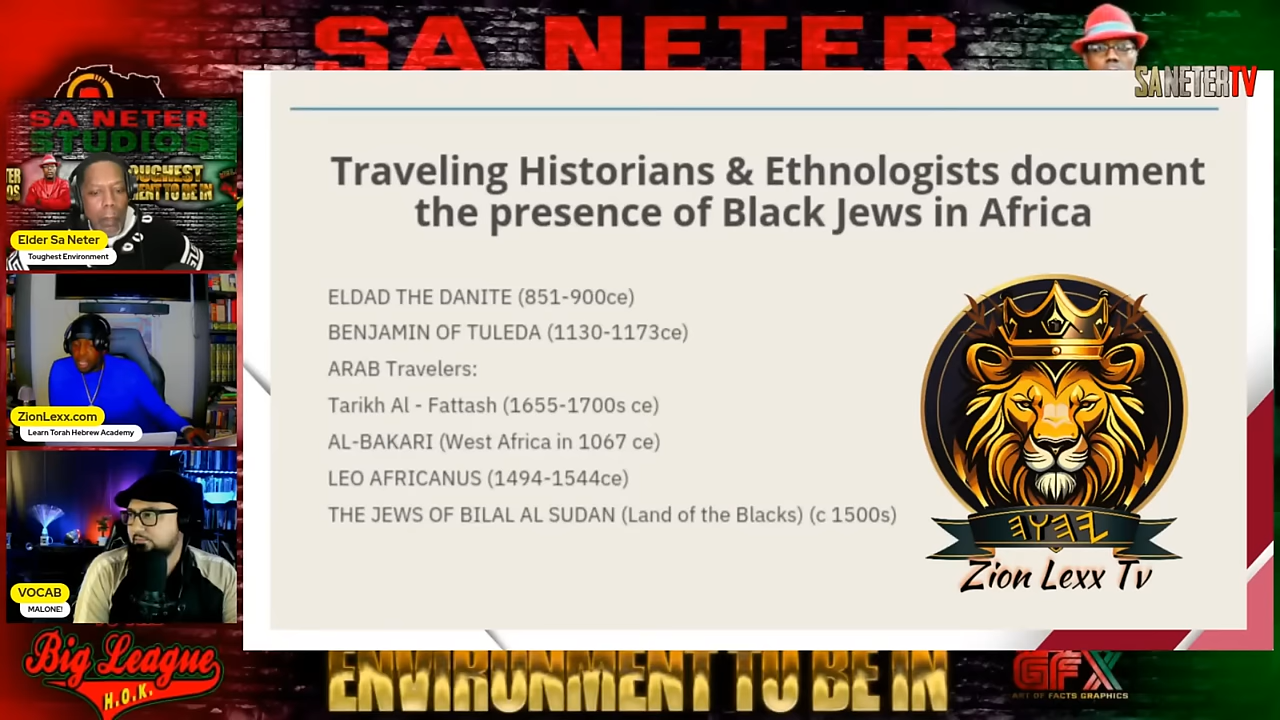 SA NETER
SANETERTV
SA NETER
STUDIOS
Elder Sa Neter
Toughest Environment
ZionLexx.com
Learn Torah Hebrew Academy
VOCAB
MALONE!
Big League
H.O.K.
Traveling Historians & Ethnologists document
the presence of Black Jews in Africa
ELDAD THE DANITE (851-900ce)
BENJAMIN OF TULEDA (1130-1173ce)
ARAB Travelers:
Tarikh Al - Fattash (1655-1700s ce)
AL-BAKARI (West Africa in 1067 ce)
LEO AFRICANUS (1494-1544ce)
THE JEWS OF BILAL AL SUDAN (Land of the Blacks) (c 1500s)
Zion Lexx Tv
ENVIRONMENT TO BE IN
GFX
ART OF FACTS GRAPHICS